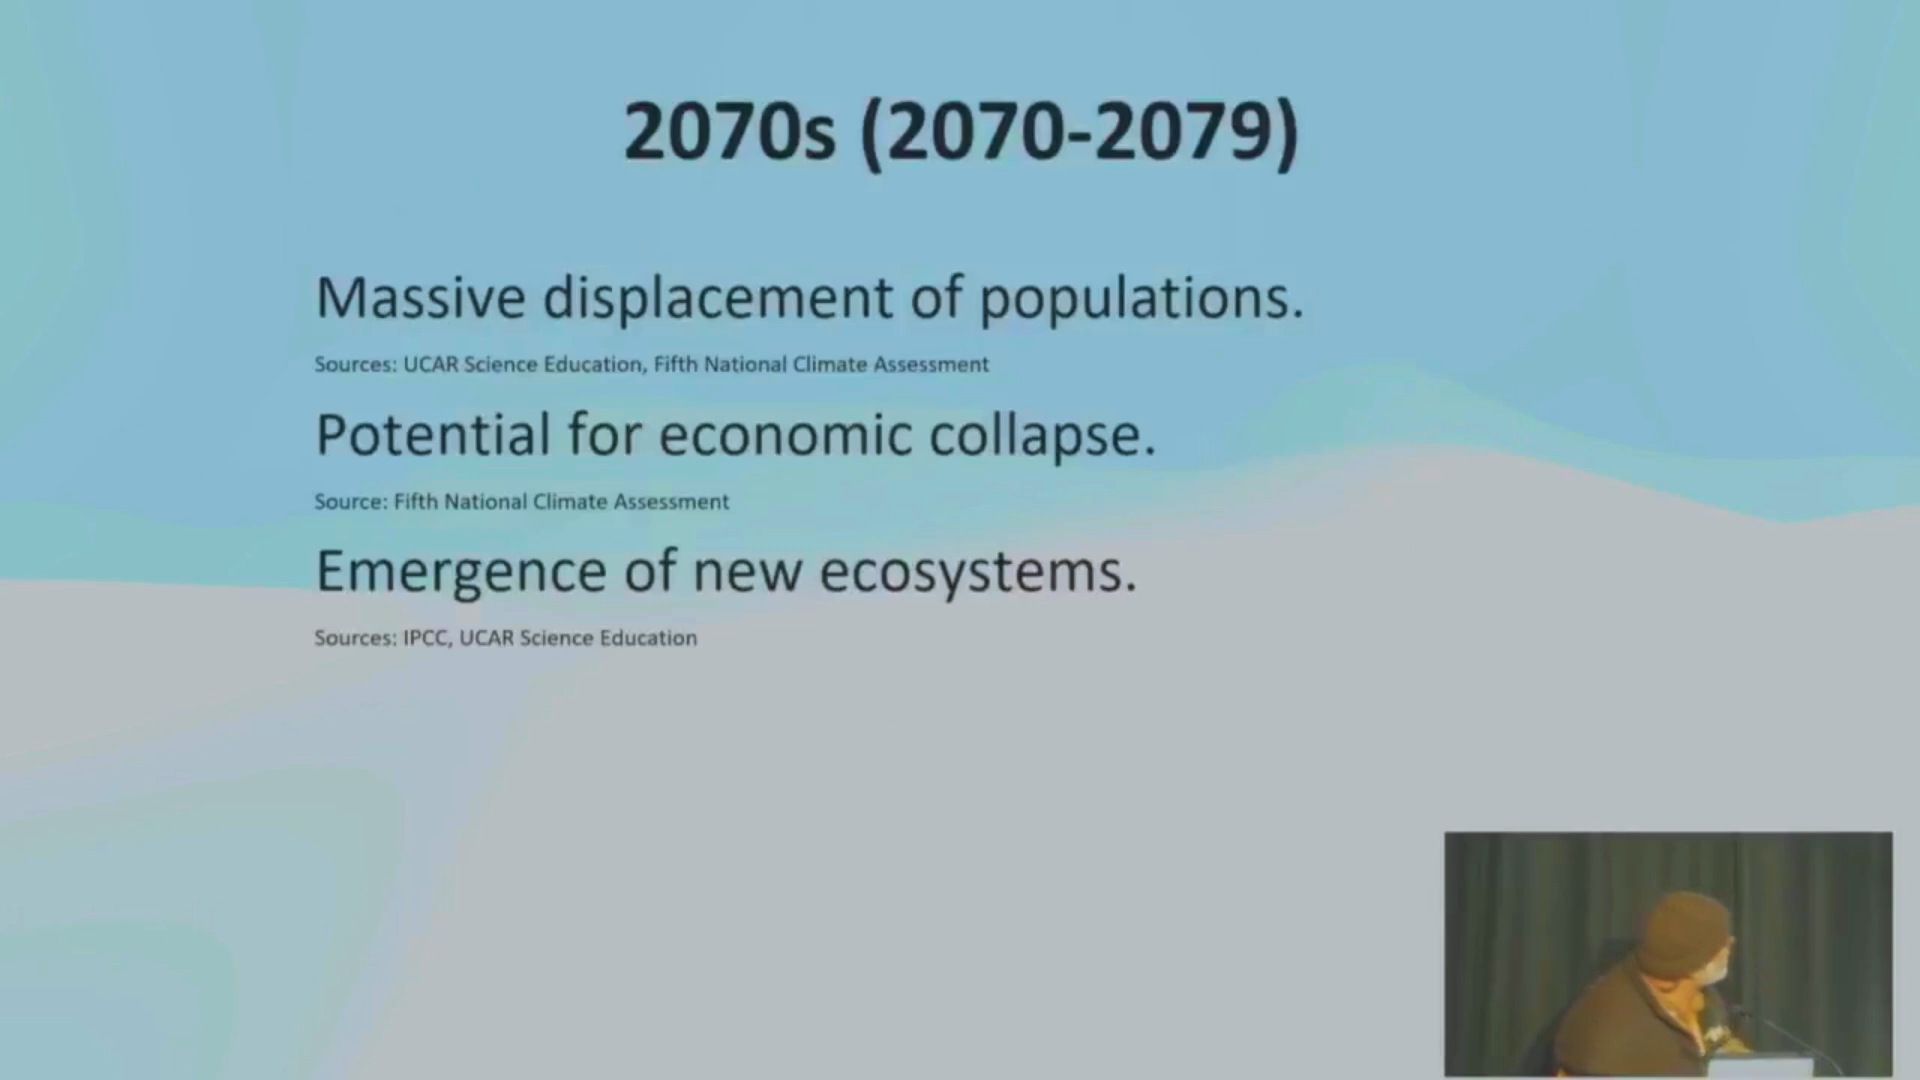 2070s (2070-2079)
Massive displacement of populations.
Sources: UCAR Science Education, Fifth National Climate Assessment
Potential for economic collapse.
Source: Fifth National Climate Assessment
Emergence of new ecosystems.
Sources: IPCC, UCAR Science Education